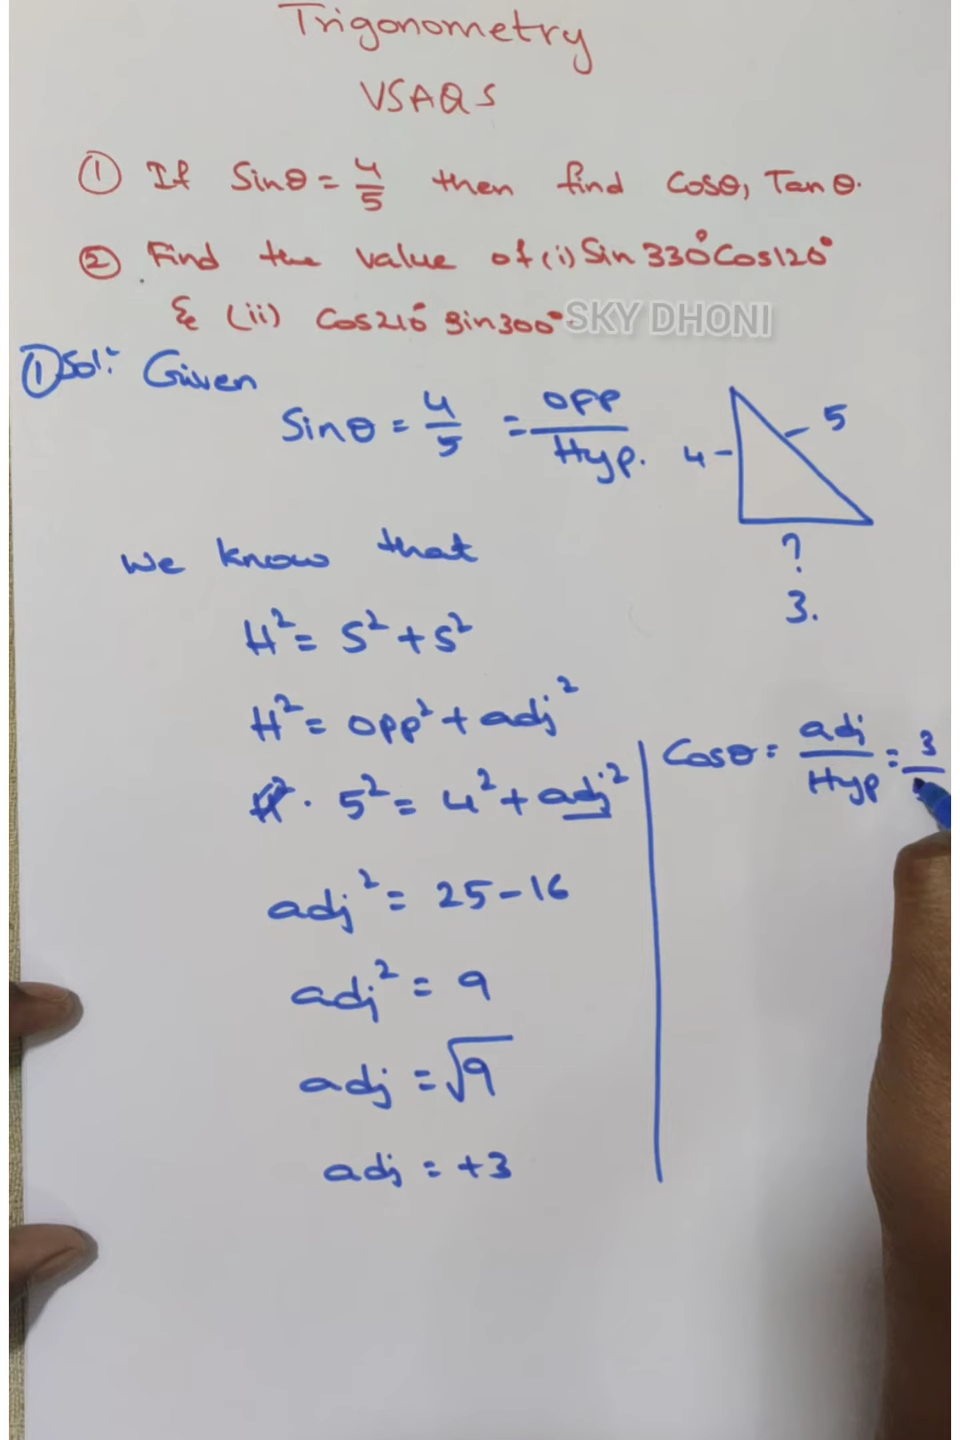 Trigonometry
VSAQS
① If Sinθ = 4/5 then find Cosθ, Tanθ.
② Find the value of (i) Sin 330° Cos120°
& (ii) Cos210° Sin300°
SKY DHONI
① Sol: Given
Sinθ = 4/5 = opp/Hyp.
4 5
?
3.
We know that
H² = S² + S²
H² = opp² + adj²
5² = 4² + adj²
adj² = 25 - 16
adj² = 9
adj = √9
adj = +3
Cosθ = adj/Hyp = 3